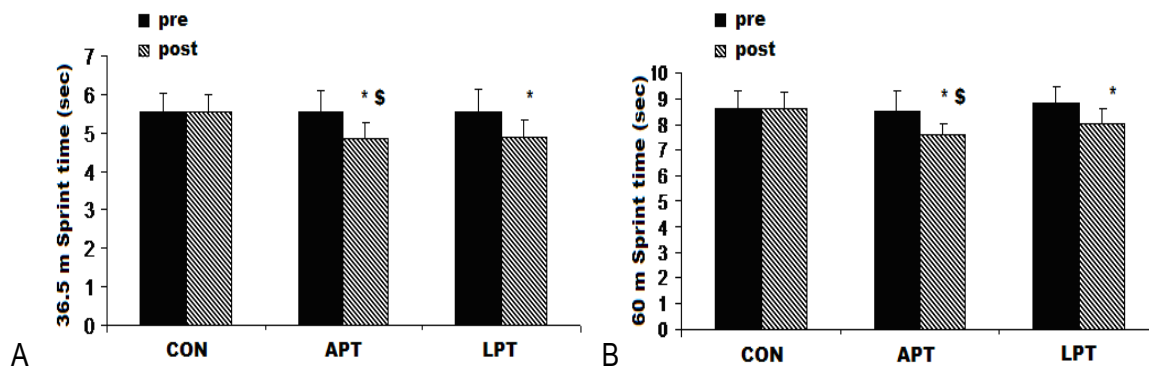 pre
post
36.5 m Sprint time (sec)
7
6
5
4
3
2
1
0
* $
*
CON APT LPT
A
pre
post
60 m Sprint time (sec)
10
9
8
7
6
5
4
3
2
1
0
* $
*
CON APT LPT
B